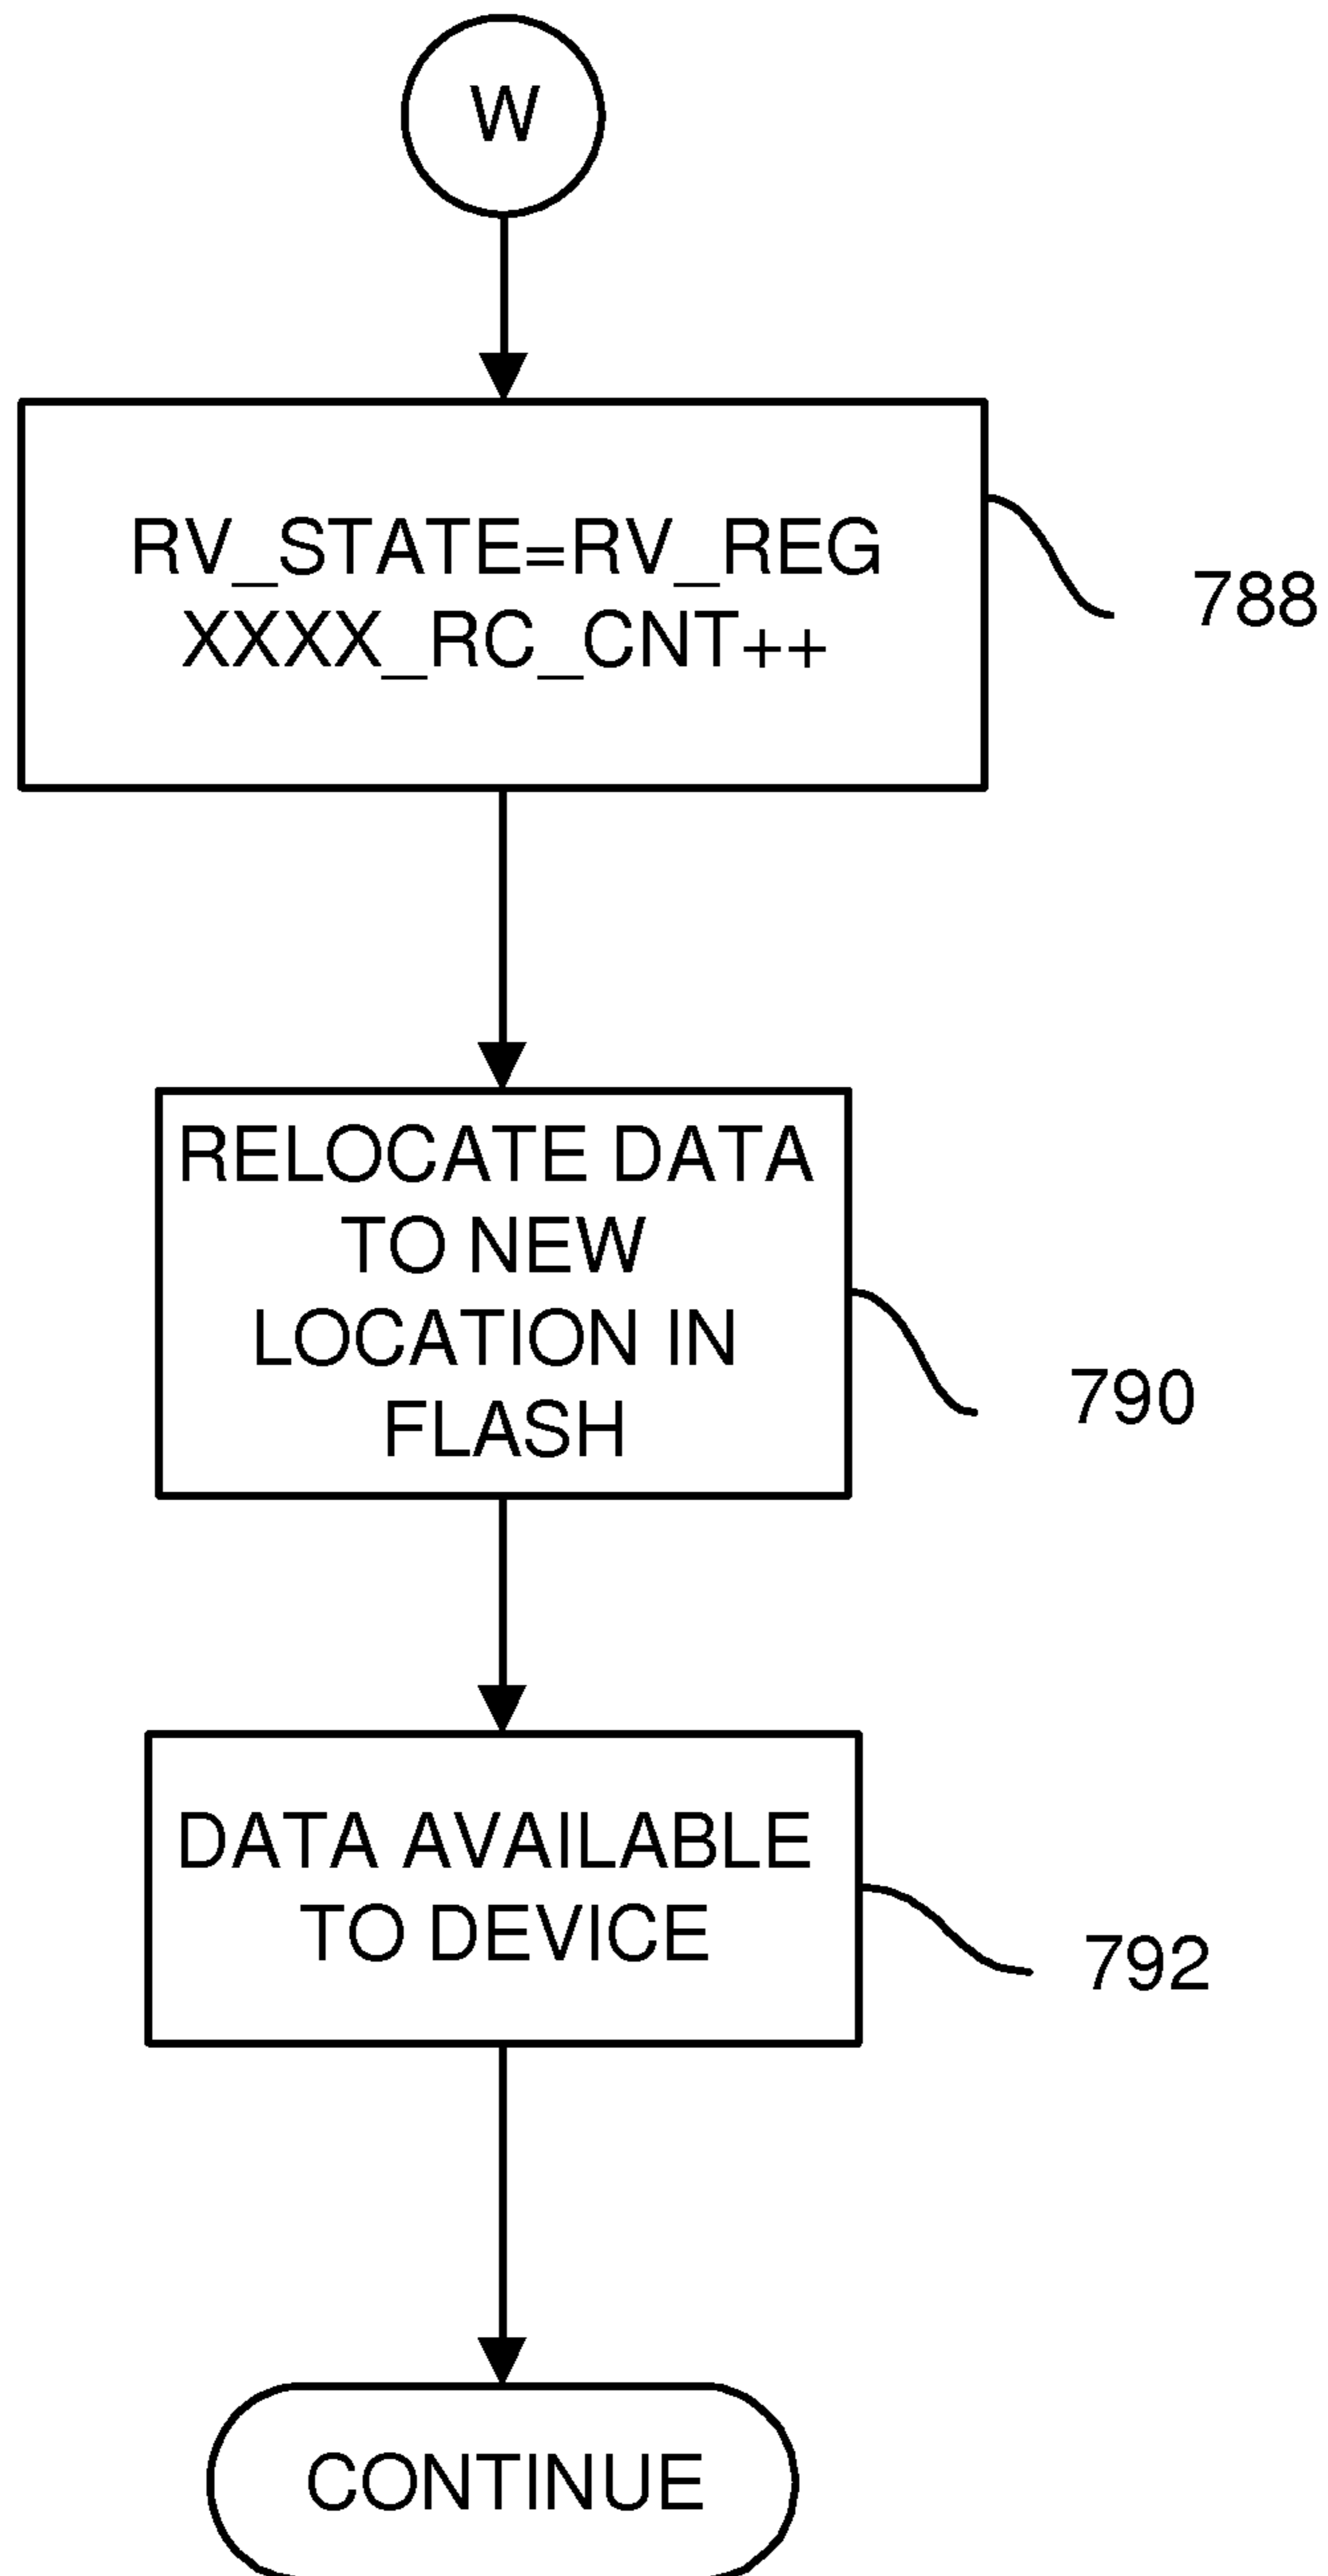 W
RV_STATE=RV_REG
XXXX_RC_CNT++
788
RELOCATE DATA
TO NEW
LOCATION IN
FLASH
790
DATA AVAILABLE
TO DEVICE
792
CONTINUE